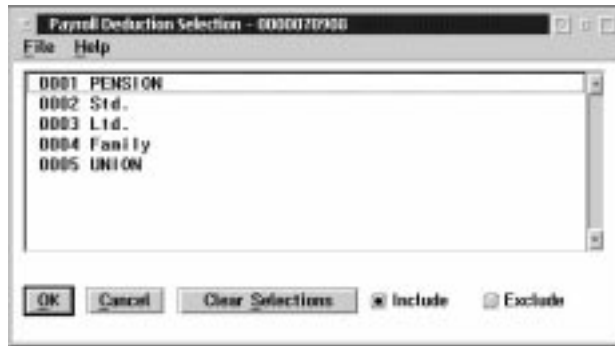 Payroll Deduction Selection - 0000078908
File Help
0001 PENSION
0002 Std.
0003 Ltd.
0004 Family
0005 UNION
OK Cancel Clear Selections Include Exclude